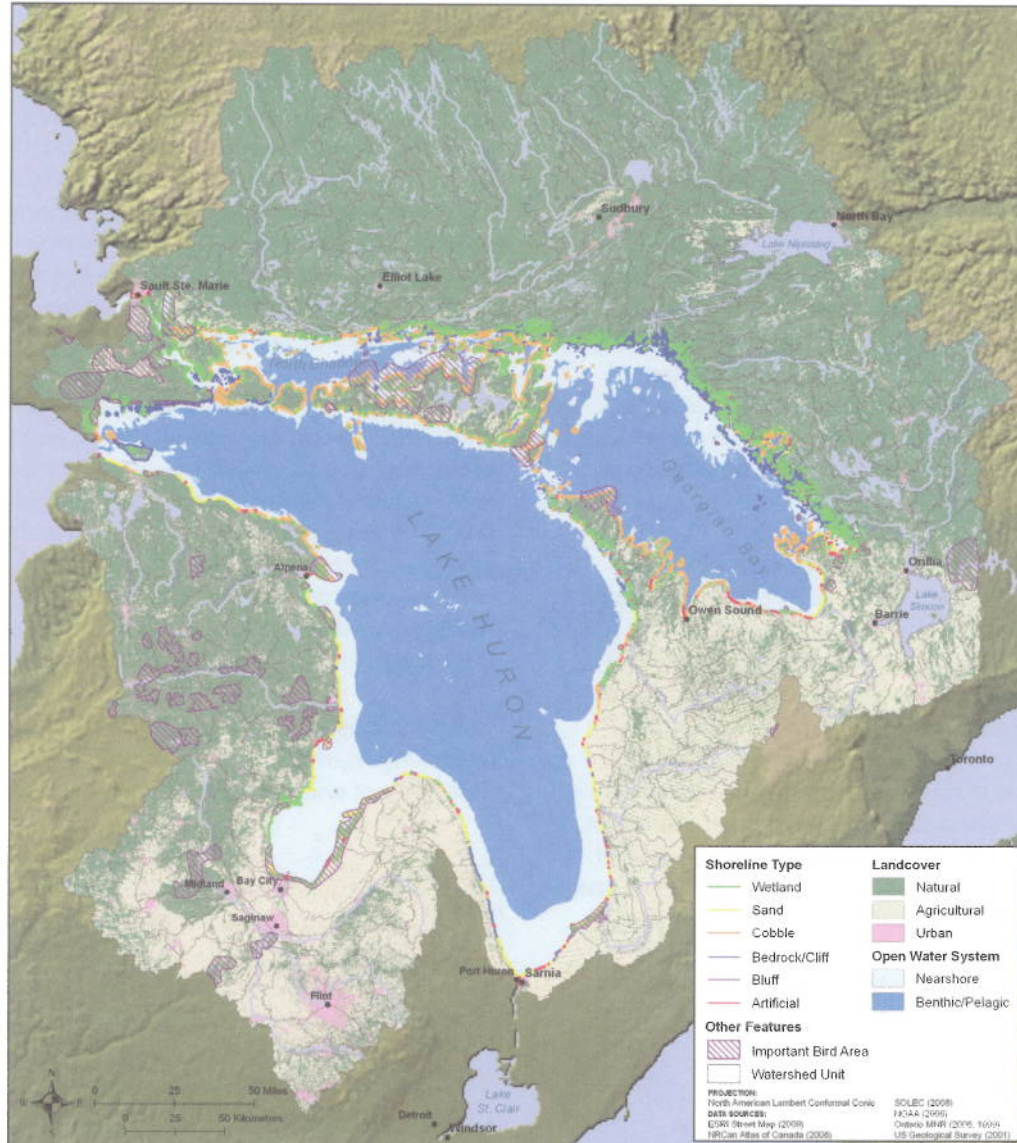 Sudbury
North Bay
Lake Nipissing
Elliot Lake
Sault Ste. Marie
North Channel
Georgian Bay
LAKE HURON
Alpena
Orillia
Lake
Simcoe
Owen Sound
Barrie
Toronto
Midland
Bay City
Saginaw
Flint
Port Huron
Sarnia
Lake
St. Clair
Detroit
Windsor
N
W
E
S
0
25
50 Miles
0
25
50 Kilometres
Shoreline Type
Wetland
Sand
Cobble
Bedrock/Cliff
Bluff
Artificial
Other Features
Important Bird Area
Watershed Unit
Landcover
Natural
Agricultural
Urban
Open Water System
Nearshore
Benthic/Pelagic
PROJECTION:
North American Lambert Conformal Conic
DATA SOURCES:
ESRI Street Map (2008)
NRCan Atlas of Canada (2006)
SOLEC (2008)
NOAA (2006)
Ontario MNR (2005, 1999)
US Geological Survey (2001)